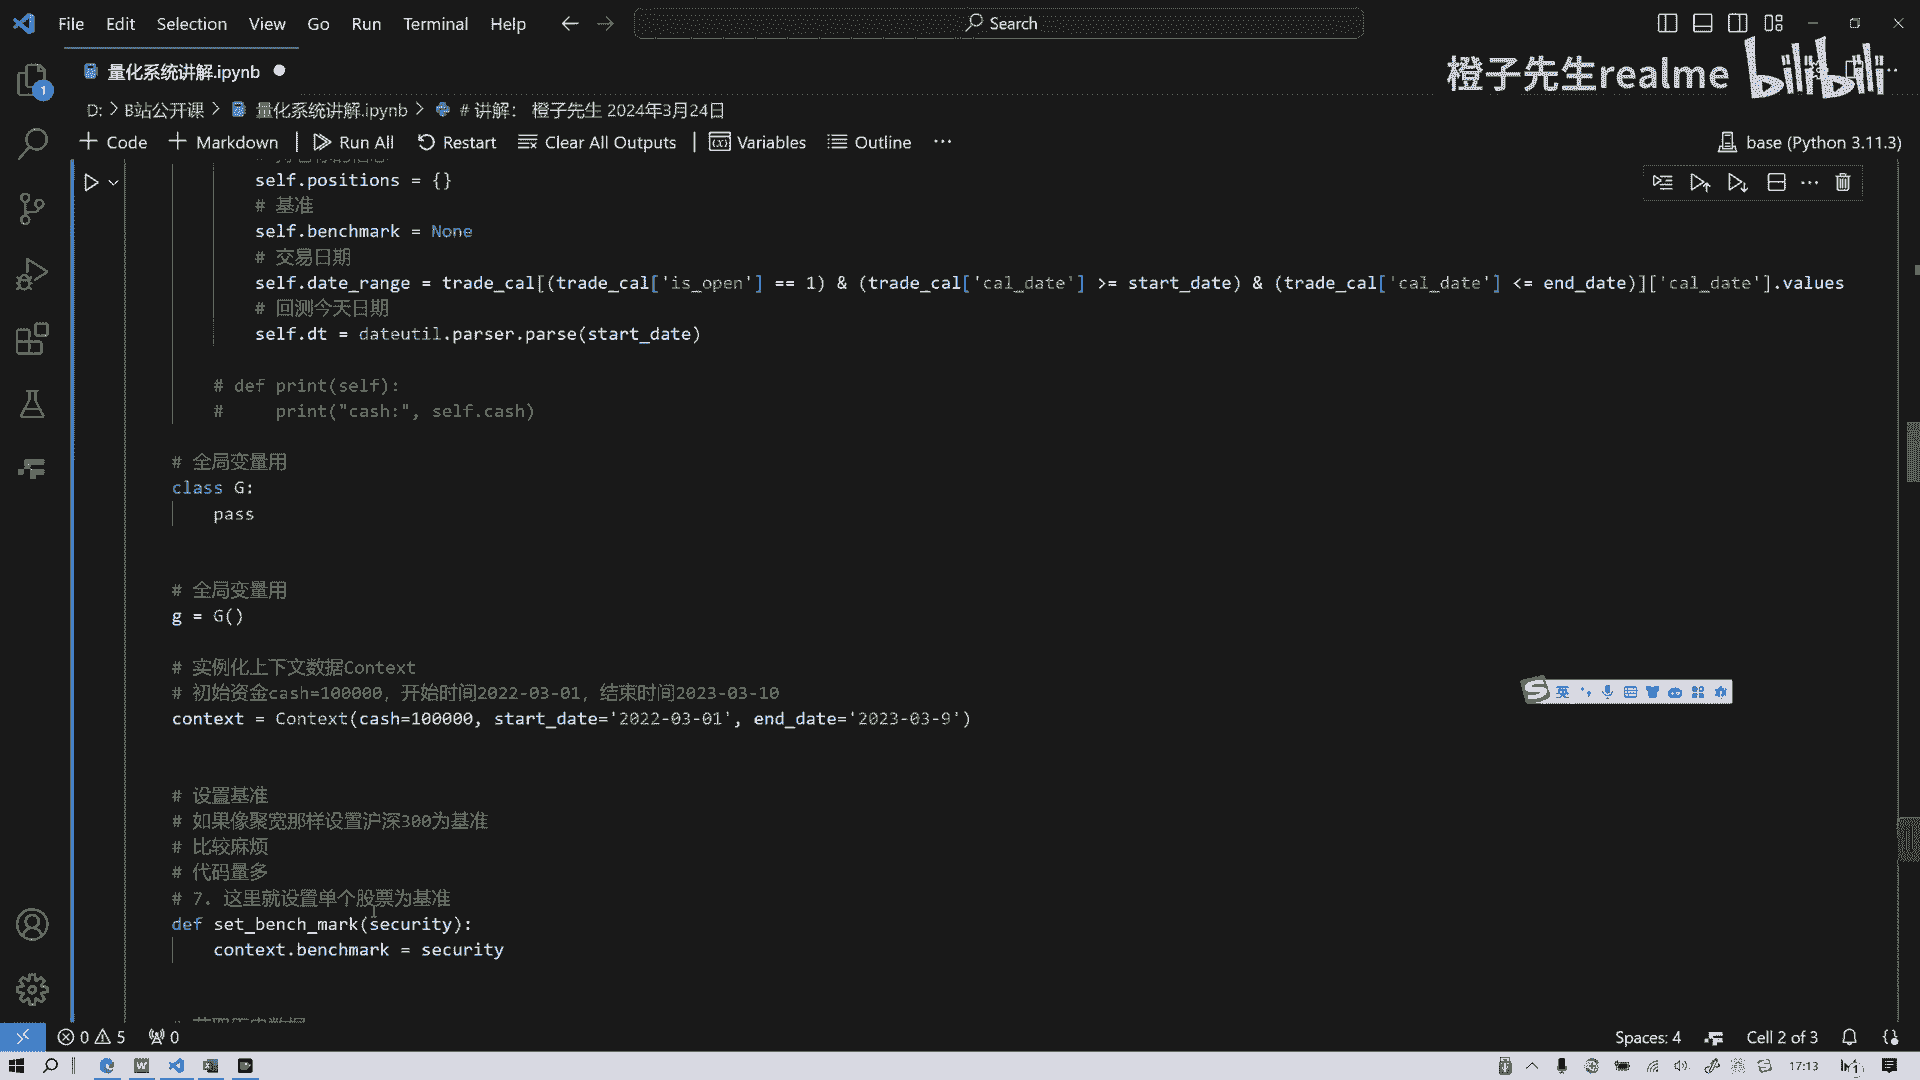 File Edit Selection View Go Run Terminal Help
Search
量化系统讲解.ipynb
橙子先生realme bilibili
D: > B站公开课 > 量化系统讲解.ipynb > # 讲解： 橙子先生 2024年3月24日
+ Code + Markdown | Run All Restart Clear All Outputs | Variables Outline ...
base (Python 3.11.3)
self.positions = {}
# 基准
self.benchmark = None
# 交易日期
self.date_range = trade_cal[(trade_cal['is_open'] == 1) & (trade_cal['cal_date'] >= start_date) & (trade_cal['cal_date'] <= end_date)]['cal_date'].values
# 回测今天日期
self.dt = dateutil.parser.parse(start_date)
# def print(self):
#     print("cash:", self.cash)
# 全局变量用
class G:
pass
# 全局变量用
g = G()
# 实例化上下文数据Context
# 初始资金cash=100000，开始时间2022-03-01，结束时间2023-03-10
context = Context(cash=100000, start_date='2022-03-01', end_date='2023-03-9')
英
# 设置基准
# 如果像聚宽那样设置沪深300为基准
# 比较麻烦
# 代码量多
# 7. 这里就设置单个股票为基准
def set_bench_mark(security):
context.benchmark = security
0 5 0
Spaces: 4 Cell 2 of 3
17:13